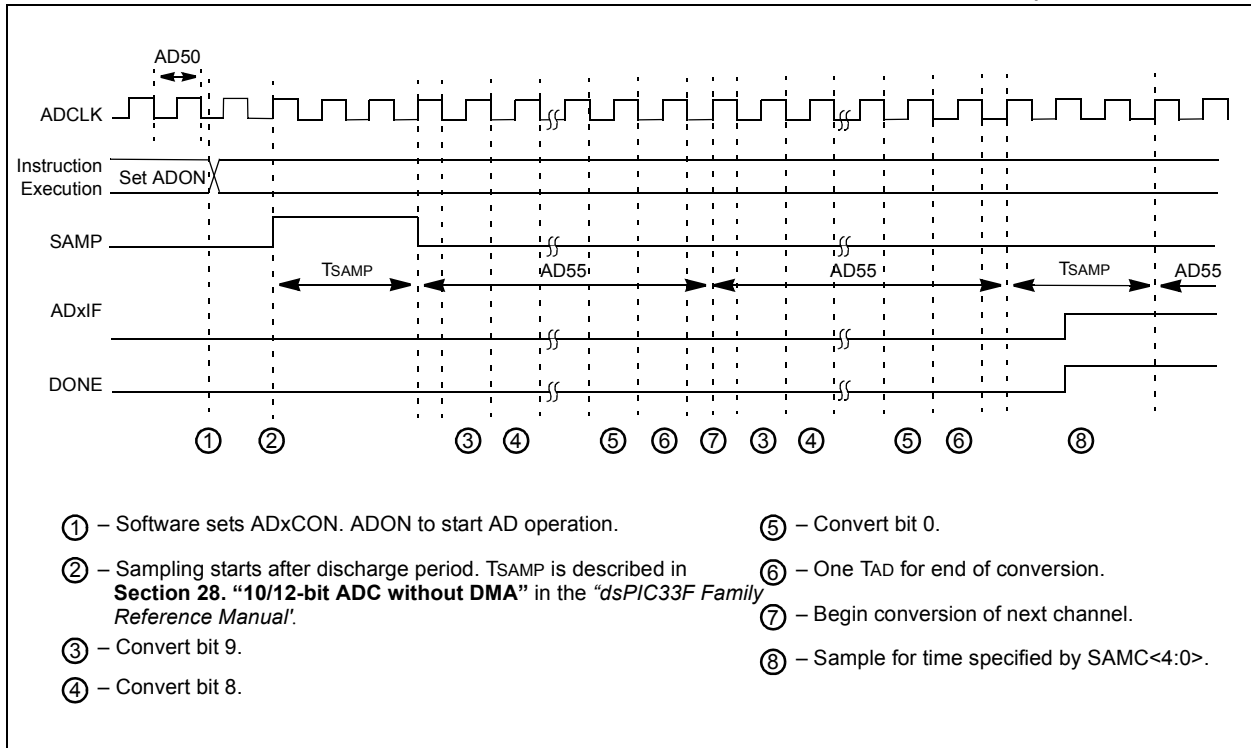 AD50
ADCLK
Instruction
Execution
Set ADON
SAMP
TSAMP
AD55
AD55
TSAMP
AD55
ADxIF
DONE
1 2 3 4 5 6 7 3 4 5 6 8
1 – Software sets ADxCON. ADON to start AD operation.
2 – Sampling starts after discharge period. TSAMP is described in
Section 28. “10/12-bit ADC without DMA” in the “dsPIC33F Family
Reference Manual'.
3 – Convert bit 9.
4 – Convert bit 8.
5 – Convert bit 0.
6 – One TAD for end of conversion.
7 – Begin conversion of next channel.
8 – Sample for time specified by SAMC<4:0>.